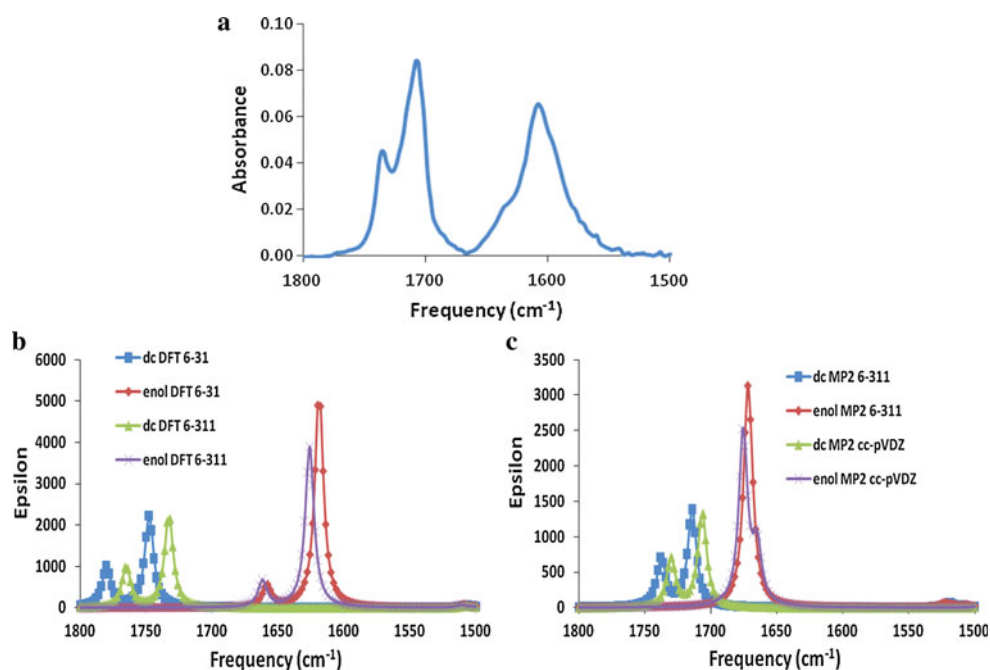 a
0.10
0.08
0.06
0.04
0.02
0.00
Absorbance
1800 1700 1600 1500
Frequency (cm-1)
b
6000
5000
4000
3000
2000
1000
0
Epsilon
dc DFT 6-31
enol DFT 6-31
dc DFT 6-311
enol DFT 6-311
1800 1750 1700 1650 1600 1550 1500
Frequency (cm-1)
c
3500
3000
2500
2000
1500
1000
500
0
Epsilon
dc MP2 6-311
enol MP2 6-311
dc MP2 cc-pVDZ
enol MP2 cc-pVDZ
1800 1700 1600 1500
Frequency (cm-1)